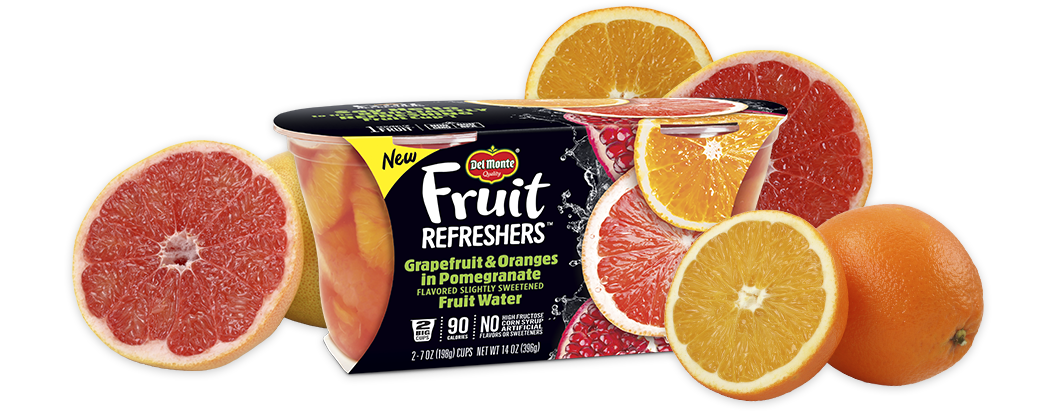 1 FRUIT
New
Del Monte
Quality
Fruit
REFRESHERS™
Grapefruit & Oranges
in Pomegranate
FLAVORED SLIGHTLY SWEETENED
Fruit Water
2 BIG CUPS
90 CALORIES
NO HIGH FRUCTOSE CORN SYRUP ARTIFICIAL FLAVORS OR SWEETENERS
2-7 OZ (198g) CUPS NET WT 14 OZ (396g)